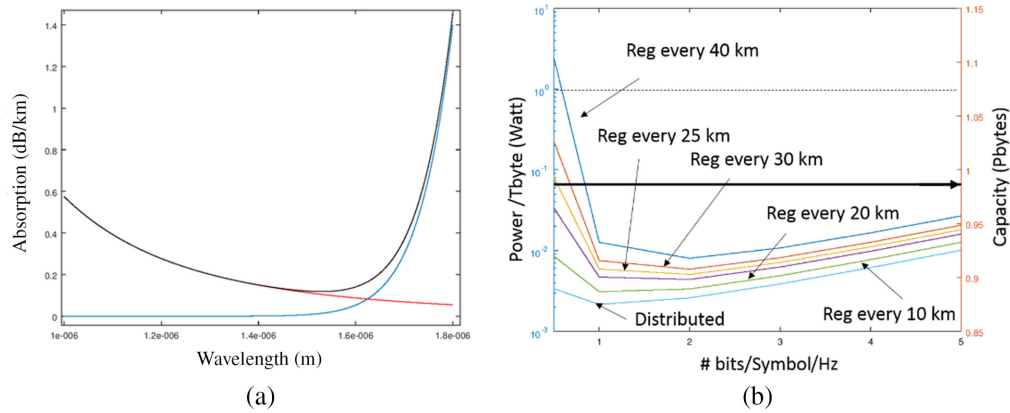 1.4
1.2
1
0.8
0.6
0.4
0.2
0
Absorption (dB/km)
1e-006
1.2e-006
1.4e-006
1.6e-006
1.8e-006
Wavelength (m)
(a)
10^1
10^0
10^-1
10^-2
10^-3
Power /Tbyte (Watt)
Reg every 40 km
Reg every 25 km
Reg every 30 km
Reg every 20 km
Reg every 10 km
Distributed
1.15
1.1
1.05
1
0.95
0.9
0.85
Capacity (Pbytes)
1
2
3
4
5
# bits/Symbol/Hz
(b)